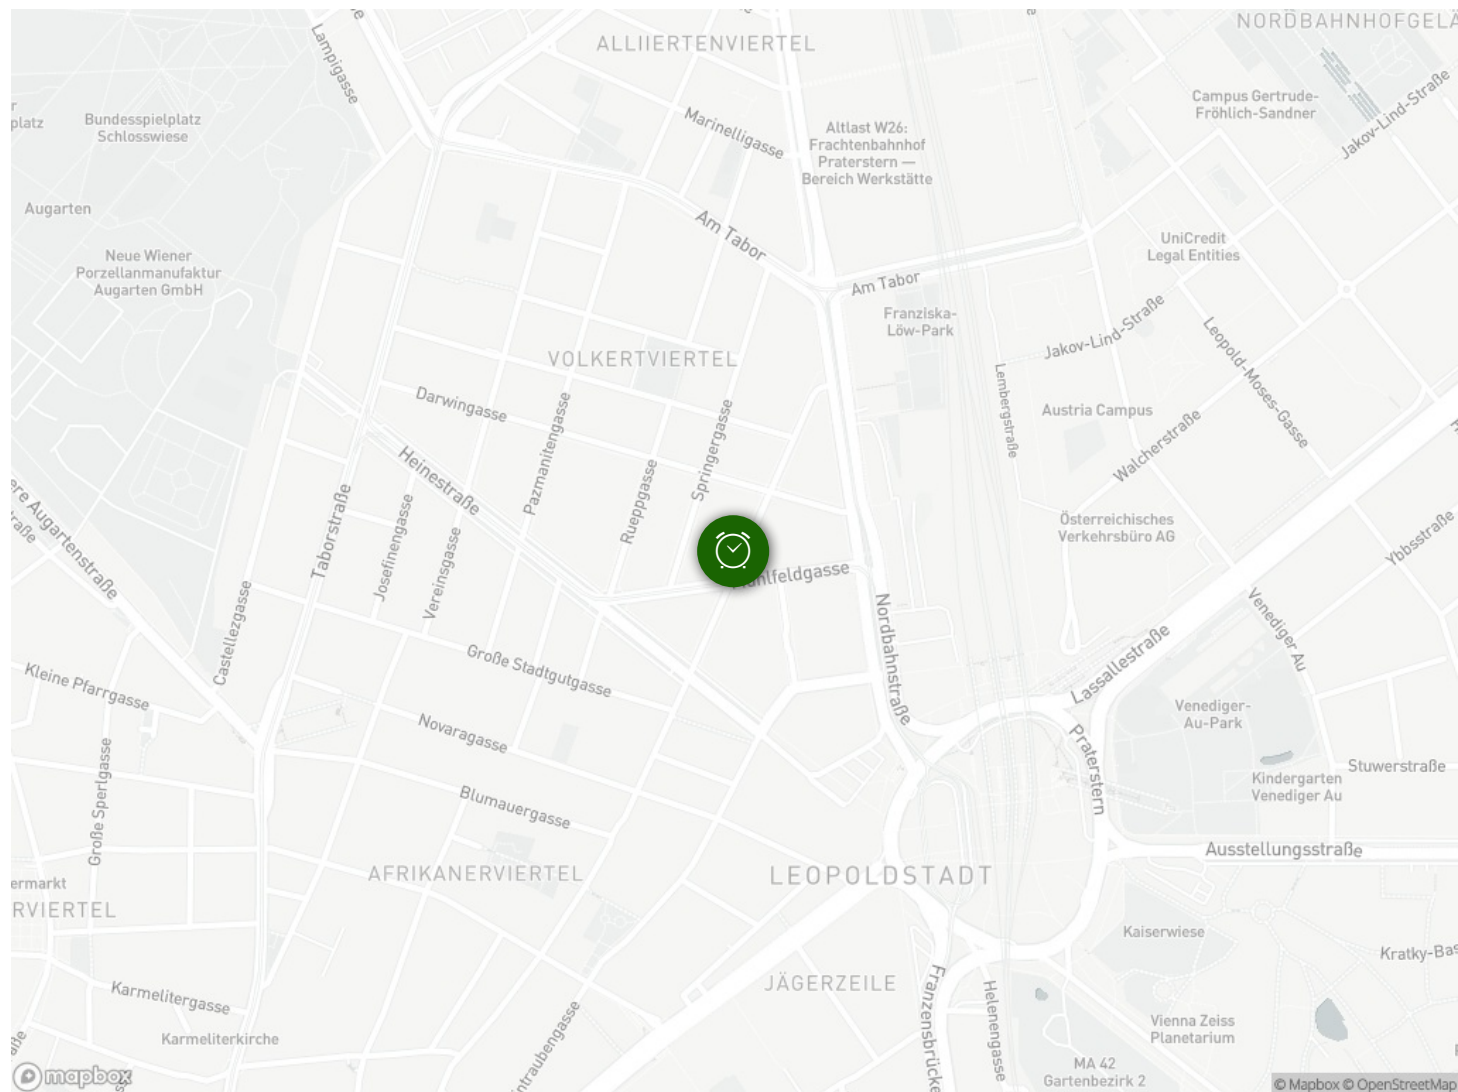 NORDBAHNHOFGELÄ
ALLIIERTENVIERTEL
Lampigasse
Campus Gertrude-
Fröhlich-Sandner
Jakov-Lind-Straße
platz
Bundesspielplatz
Schlosswiese
Marinelligasse
Altlast W26:
Frachtenbahnhof
Praterstern —
Bereich Werkstätte
Augarten
Am Tabor
UniCredit
Legal Entities
Neue Wiener
Porzellanmanufaktur
Augarten GmbH
Am Tabor
Franziska-
Löw-Park
Jakov-Lind-Straße
Leopold-Moses-Gasse
VOLKERTVIERTEL
Darwingasse
Pazmanitengasse
Springergasse
Lembergstraße
Austria Campus
Walcherstraße
Heinestraße
Rueppgasse
ere Augartenstraße
raße
Taborstraße
Josefinengasse
Vereinsgasse
Österreichisches
Verkehrsbüro AG
Ybbsstraße
hlfeldgasse
Nordbahnstraße
Venediger Au
Castellezgasse
Große Stadtgutgasse
Lassallestraße
Kleine Pfarrgasse
Novaragasse
Venediger-
Au-Park
Praterstern
Große Sperlgasse
Blumauergasse
Stuwerstraße
Kindergarten
Venediger Au
Ausstellungsstraße
AFRIKANERVIERTEL
LEOPOLDSTADT
ermarkt
RVIERTEL
Kaiserwiese
Kratky-Bas
JÄGERZEILE
Franzensbrücke
Helenengasse
Karmelitergasse
Karmeliterkirche
ntraubengasse
Vienna Zeiss
Planetarium
MA 42
Gartenbezirk 2
mapbox
© Mapbox © OpenStreetMap